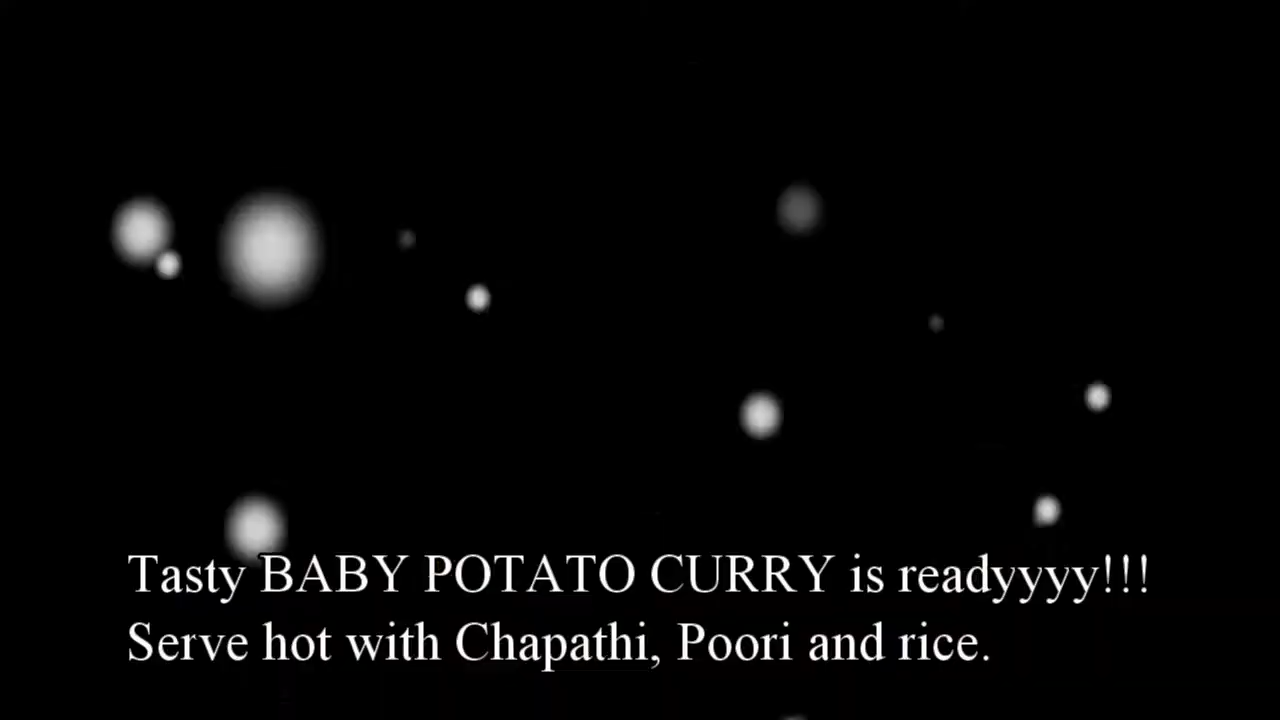 Tasty BABY POTATO CURRY is readyyyy!!!
Serve hot with Chapathi, Poori and rice.